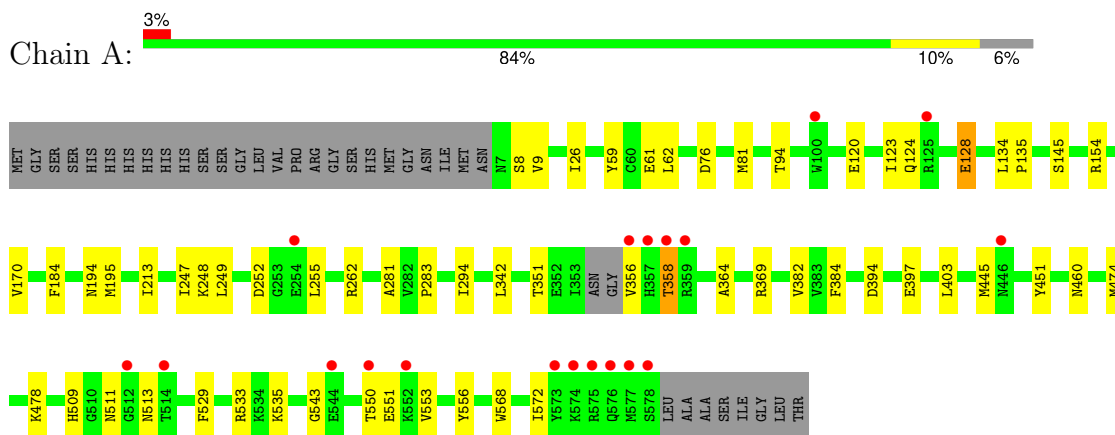 3%
Chain A:
84% 10% 6%
MET GLY SER SER HIS HIS HIS HIS HIS HIS SER SER GLY LEU VAL PRO ARG GLY SER HIS MET GLY ASN ILE MET ASN N7 S8 V9 I26 Y59 C60 E61 L62 D76 M81 T94 W100 E120 I123 Q124 R125 E128 L134 P135 S145 R154
V170 F184 N194 M195 I213 I247 K248 L249 D252 G253 E254 L255 R262 A281 V282 P283 I294 L342 T351 E352 I353 ASN GLY V356 H357 T358 R359 A364 R369 V382 V383 F384 D394 E397 L403 M445 N446 Y451 N460 M474
K478 H509 G510 N511 G512 N513 T514 F529 R533 K534 K535 G543 E544 T550 E551 K552 V553 Y556 W568 I572 Y573 K574 R575 Q576 M577 S578 LEU ALA ALA SER ILE GLY LEU THR